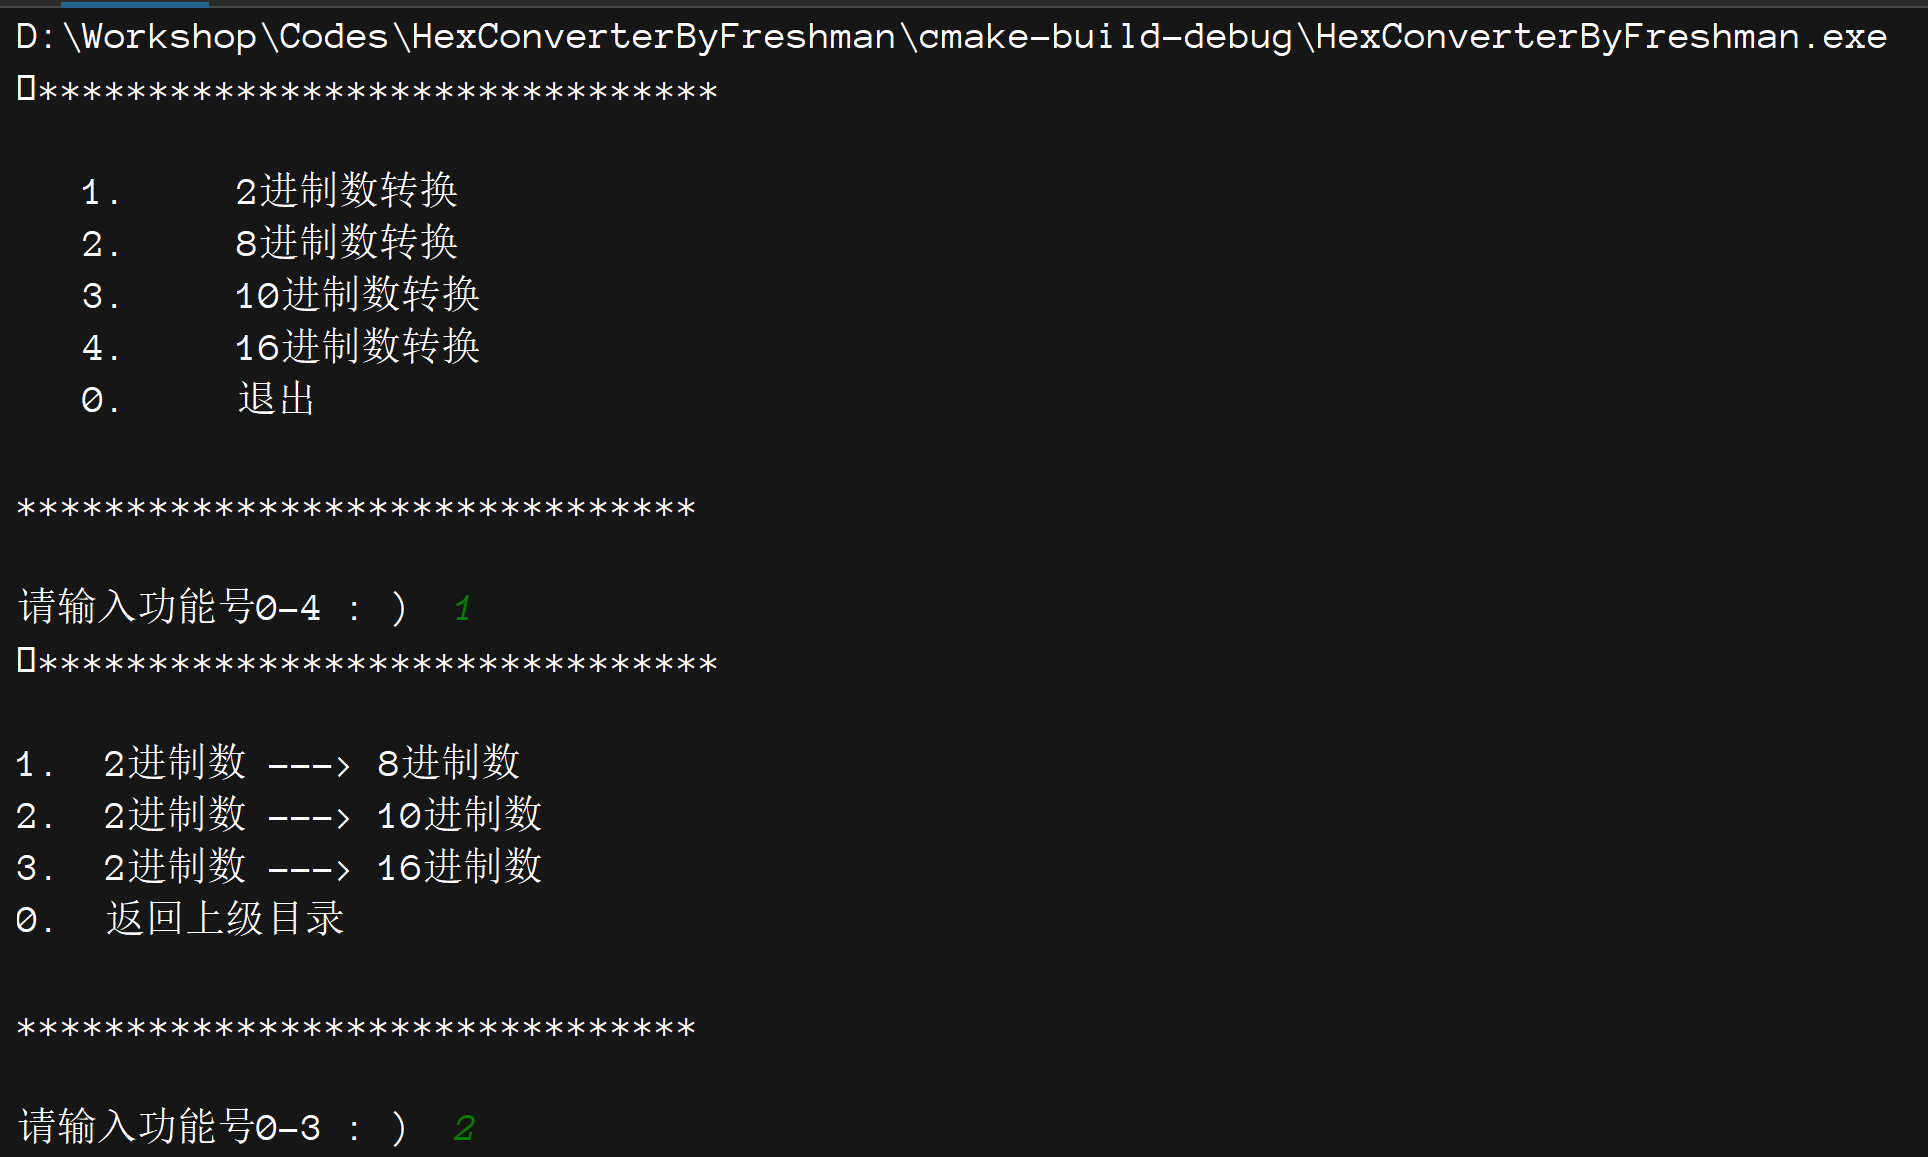 D:\Workshop\Codes\HexConverterByFreshman\cmake-build-debug\HexConverterByFreshman.exe
▯*******************************
1. 2进制数转换
2. 8进制数转换
3. 10进制数转换
4. 16进制数转换
0. 退出
*******************************
请输入功能号0-4 : ) 1
▯*******************************
1. 2进制数 ---> 8进制数
2. 2进制数 ---> 10进制数
3. 2进制数 ---> 16进制数
0. 返回上级目录
*******************************
请输入功能号0-3 : ) 2